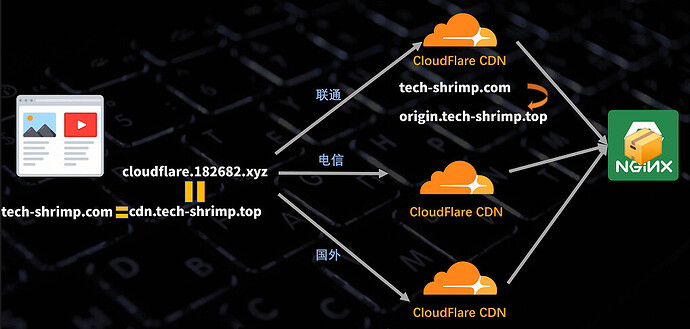 CloudFlare CDN
联通
tech-shrimp.com
origin.tech-shrimp.top
电信
cloudflare.182682.xyz
NGiNX
tech-shrimp.com=cdn.tech-shrimp.top
CloudFlare CDN
国外
CloudFlare CDN